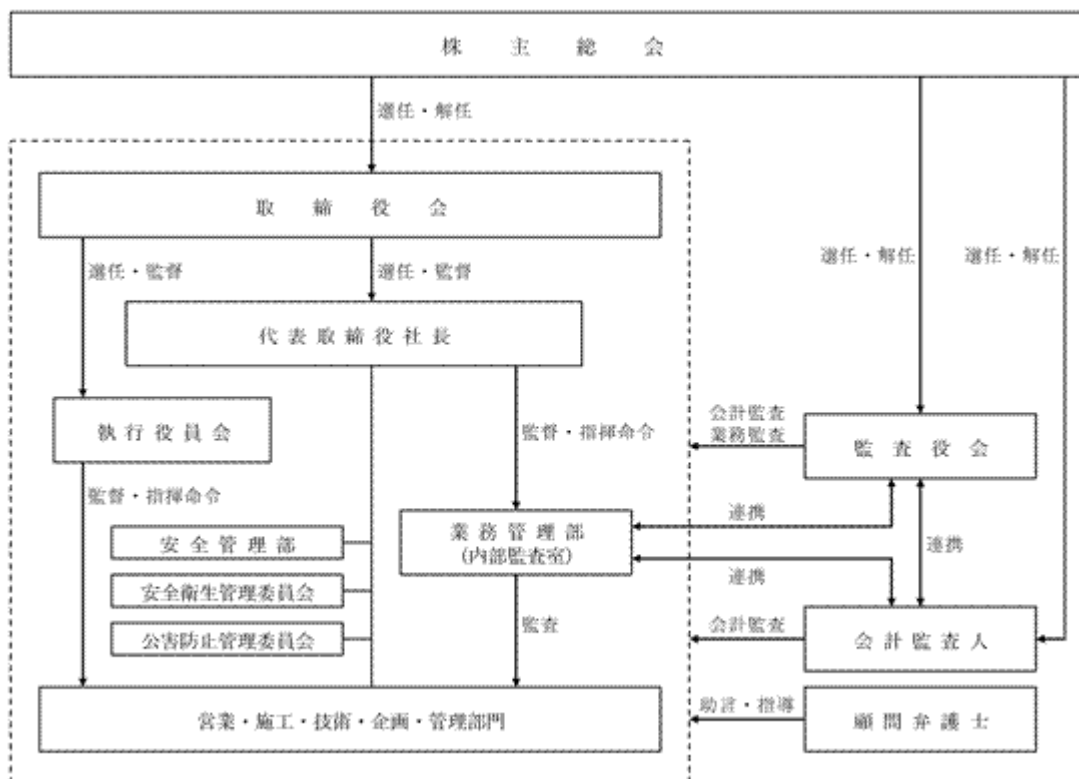 株主総会
選任・解任
取締役会
選任・監督
選任・監督
選任・解任
選任・解任
代表取締役社長
執行役員会
監督・指揮命令
会計監査
業務監査
監査役会
監督・指揮命令
安全管理部
業務管理部
(内部監査室)
連携
連携
連携
安全衛生管理委員会
公害防止管理委員会
監査
会計監査
会計監査人
営業・施工・技術・企画・管理部門
助言・指導
顧問弁護士